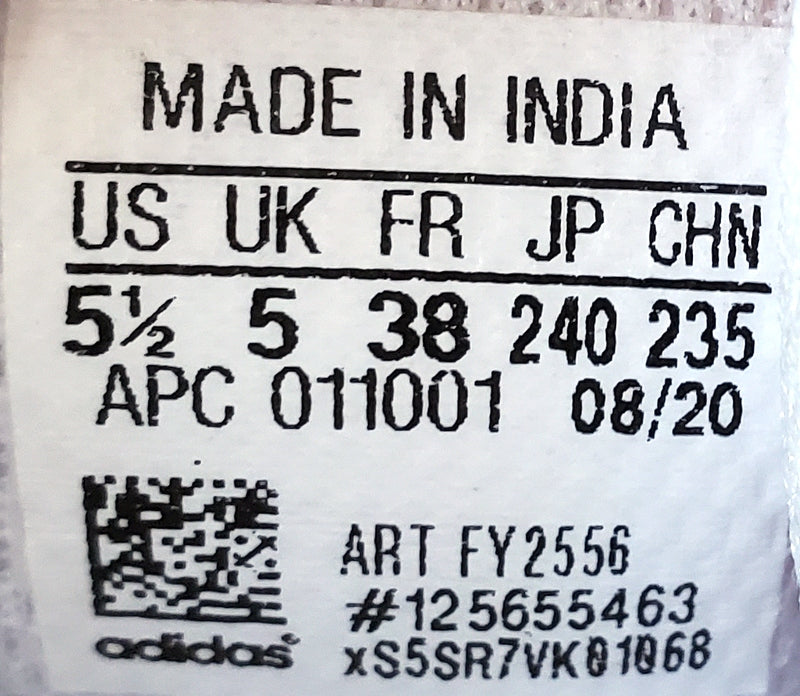 MADE IN INDIA
US UK FR JP CHN
5½ 5 38 240 235
APC 011001 08/20
ART FY2556
#125655463
xS5SR7VK01068
adidas